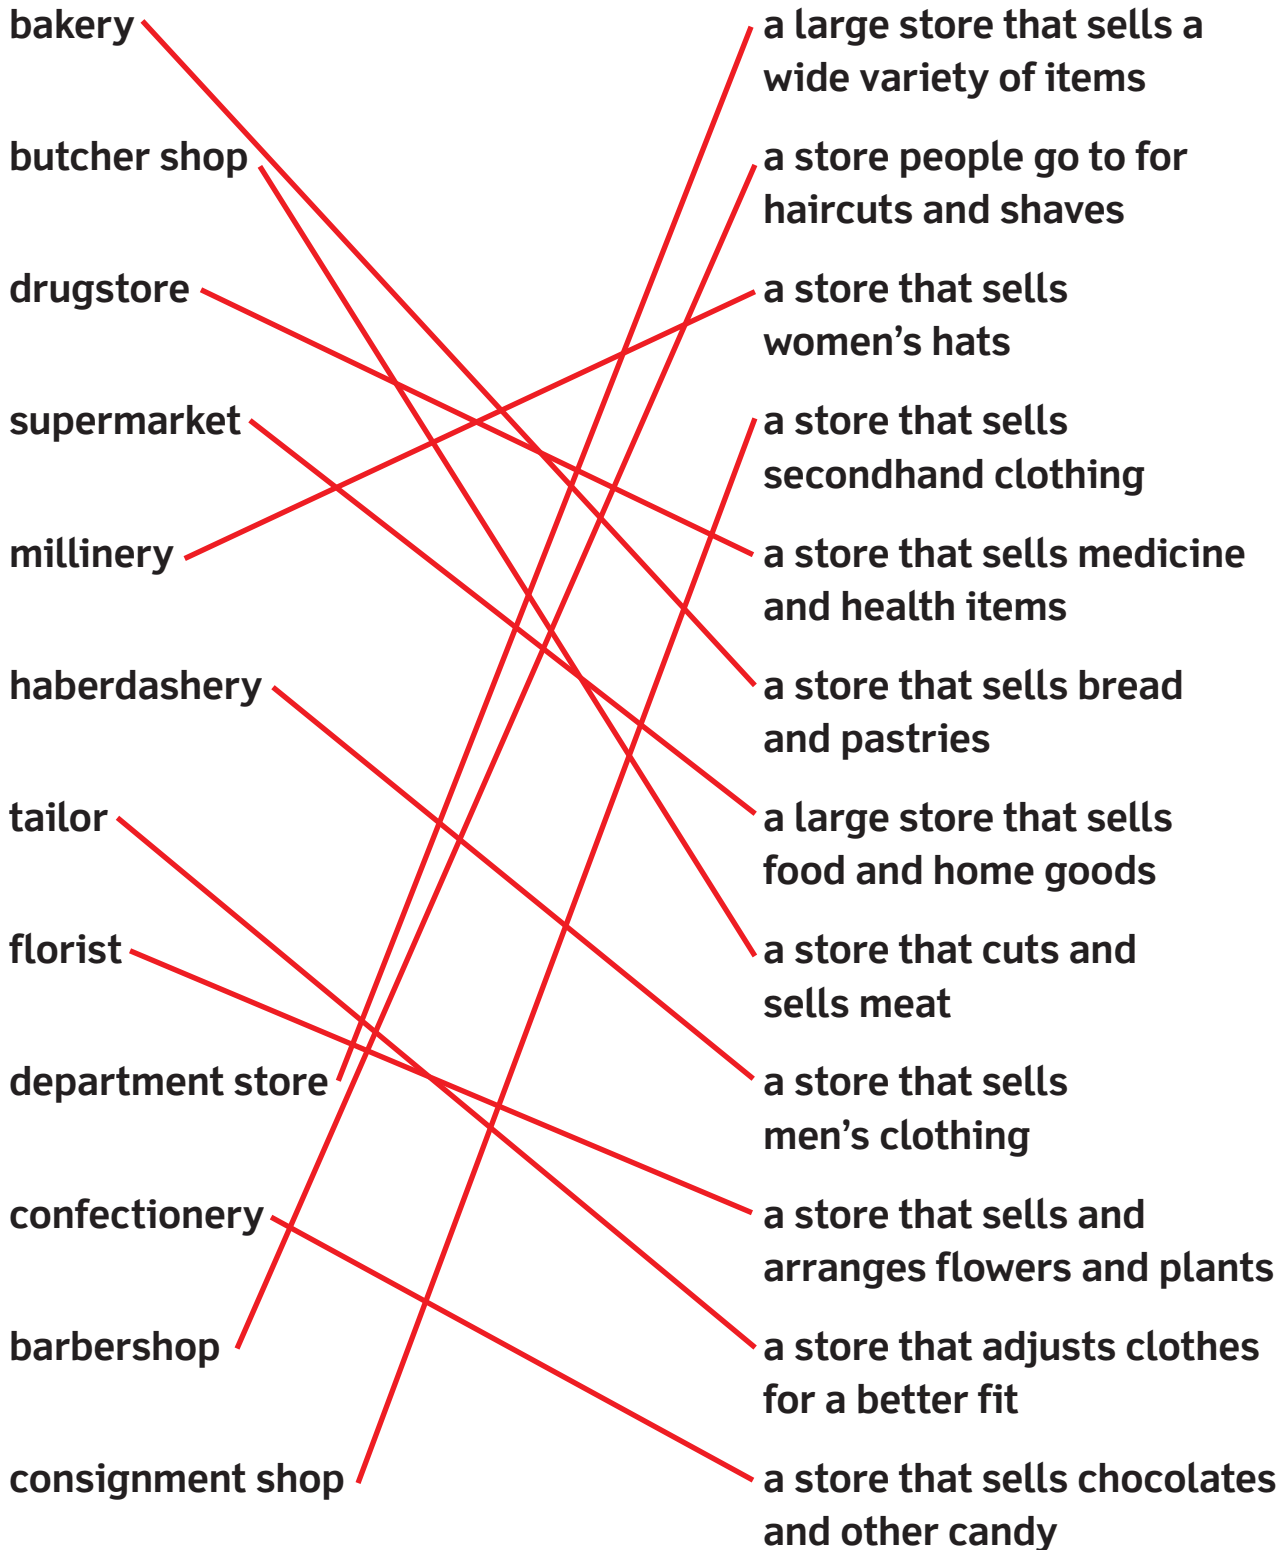 bakery
butcher shop
drugstore
supermarket
millinery
haberdashery
tailor
florist
department store
confectionery
barbershop
consignment shop
a large store that sells a
wide variety of items
a store people go to for
haircuts and shaves
a store that sells
women’s hats
a store that sells
secondhand clothing
a store that sells medicine
and health items
a store that sells bread
and pastries
a large store that sells
food and home goods
a store that cuts and
sells meat
a store that sells
men’s clothing
a store that sells and
arranges flowers and plants
a store that adjusts clothes
for a better fit
a store that sells chocolates
and other candy